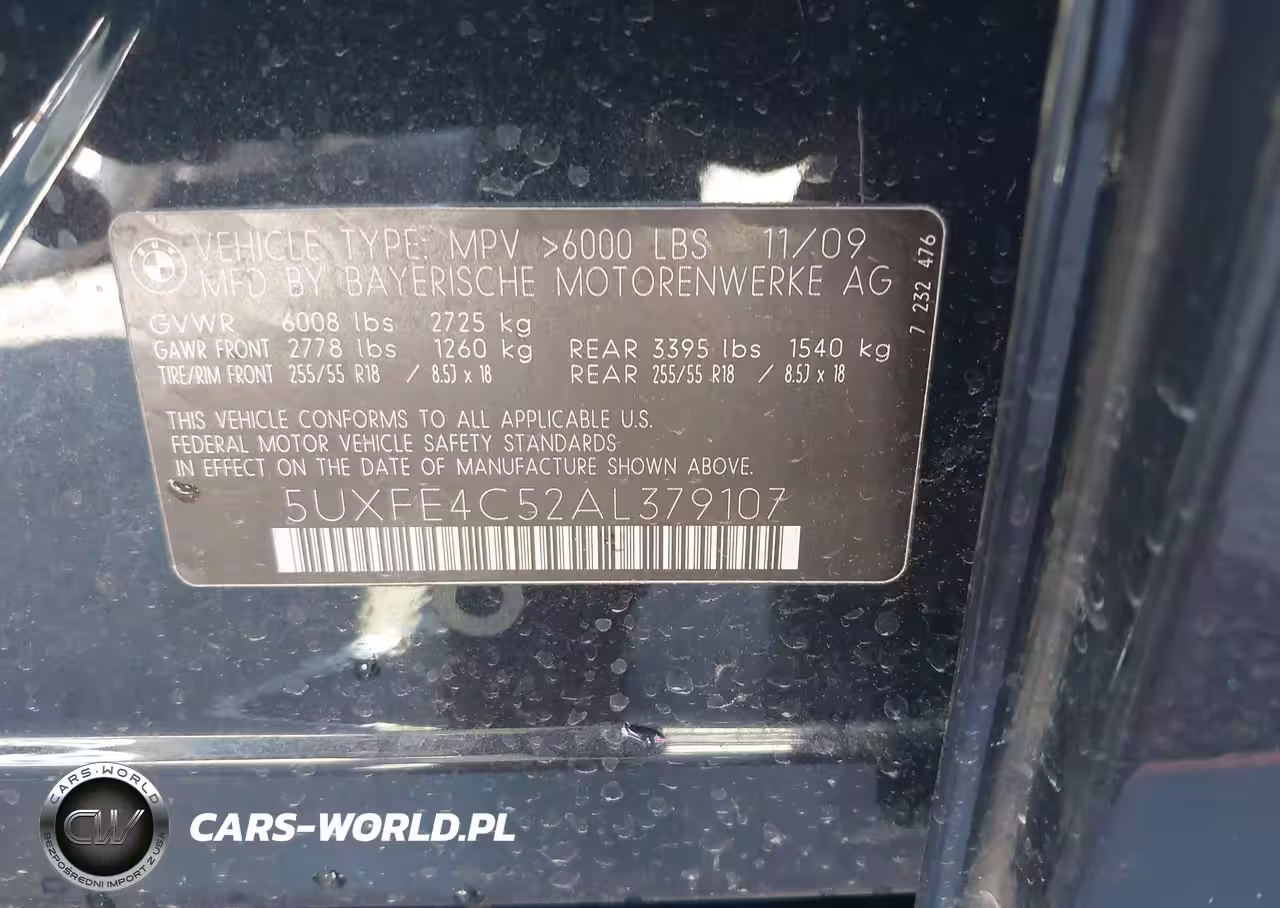 VEHICLE TYPE: MPV >6000 LBS 11/09
MFD BY BAYERISCHE MOTORENWERKE AG
GVWR 6008 lbs 2725 kg
GAWR FRONT 2778 lbs 1260 kg REAR 3395 lbs 1540 kg
TIRE/RIM FRONT 255/55 R18 / 8.5J x 18 REAR 255/55 R18 / 8.5J x 18
THIS VEHICLE CONFORMS TO ALL APPLICABLE U.S.
FEDERAL MOTOR VEHICLE SAFETY STANDARDS
IN EFFECT ON THE DATE OF MANUFACTURE SHOWN ABOVE.
5UXFE4C52AL379107
7 232 476
CARS-WORLD
CW
BEZPOŚREDNI IMPORT Z USA
CARS-WORLD.PL